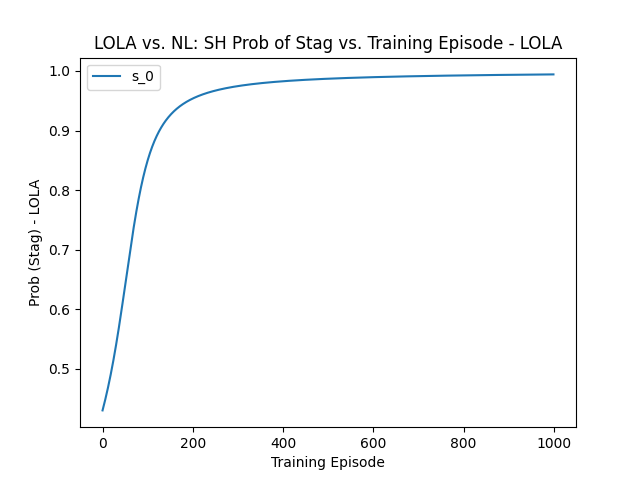 LOLA vs. NL: SH Prob of Stag vs. Training Episode - LOLA
s_0
1.0
0.9
0.8
0.7
0.6
0.5
Prob (Stag) - LOLA
0 200 400 600 800 1000
Training Episode